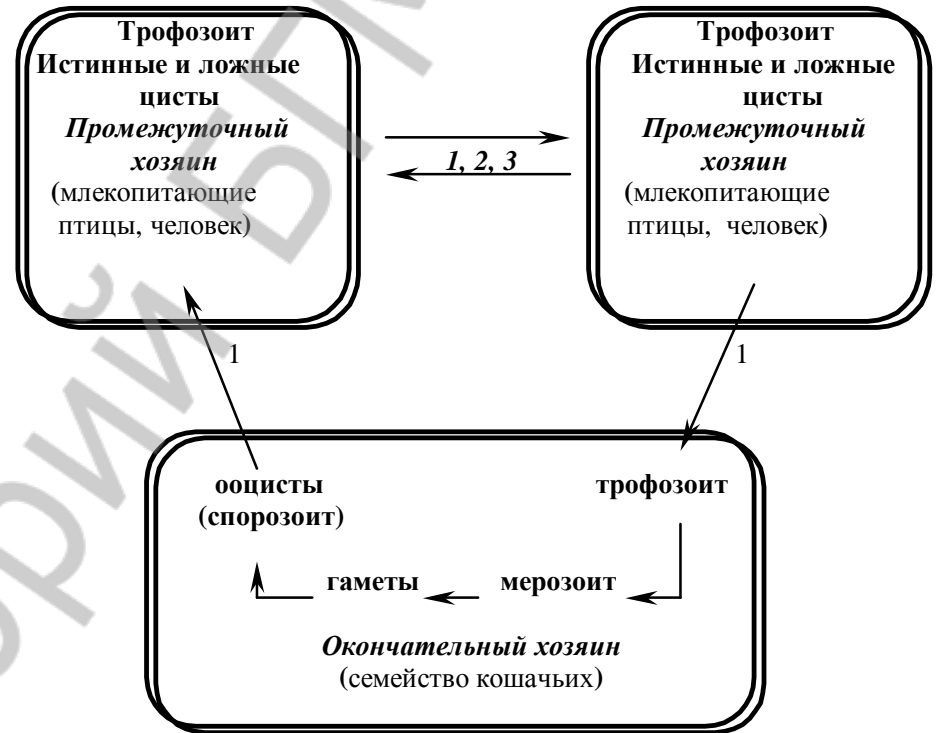 Трофозоит
Истинные и ложные
цисты
Промежуточный
хозяин
(млекопитающие
птицы, человек)
1, 2, 3
Трофозоит
Истинные и ложные
цисты
Промежуточный
хозяин
(млекопитающие
птицы, человек)
1
1
ооцисты
(спорозоит)
трофозоит
гаметы
мерозоит
Окончательный хозяин
(семейство кошачьих)